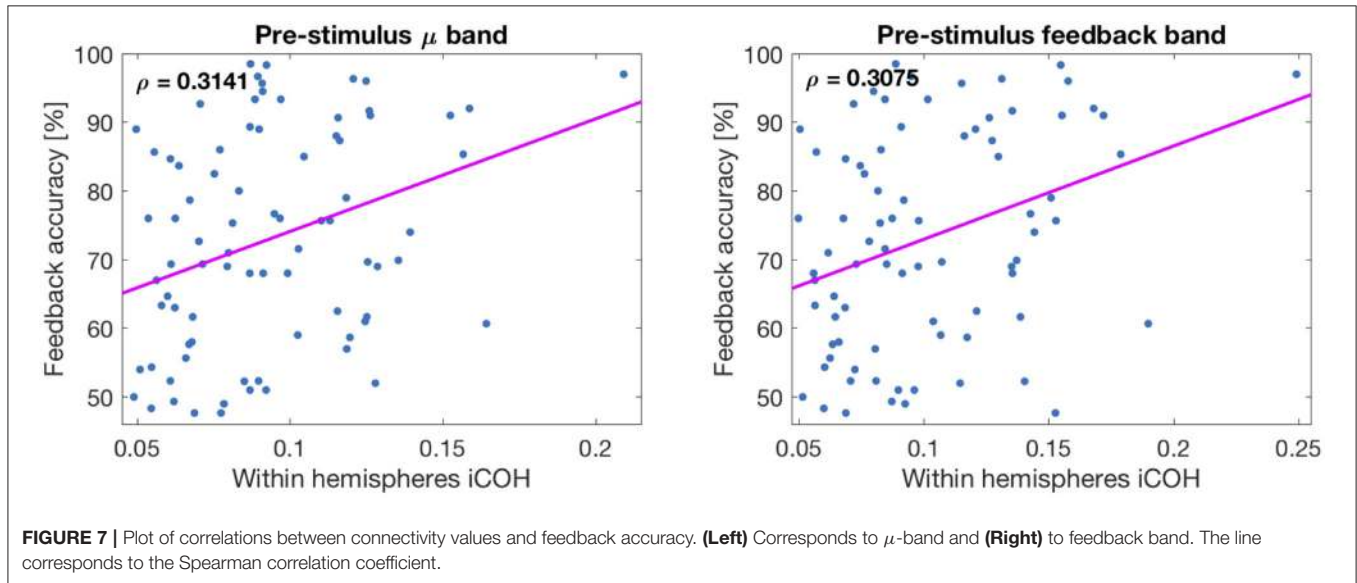 Pre-stimulus μ band
ρ = 0.3141
Feedback accuracy [%]
100
90
80
70
60
50
0.05 0.1 0.15 0.2
Within hemispheres iCOH
Pre-stimulus feedback band
ρ = 0.3075
Feedback accuracy [%]
100
90
80
70
60
50
0.05 0.1 0.15 0.2 0.25
Within hemispheres iCOH
FIGURE 7 | Plot of correlations between connectivity values and feedback accuracy. (Left) Corresponds to μ-band and (Right) to feedback band. The line
corresponds to the Spearman correlation coefficient.